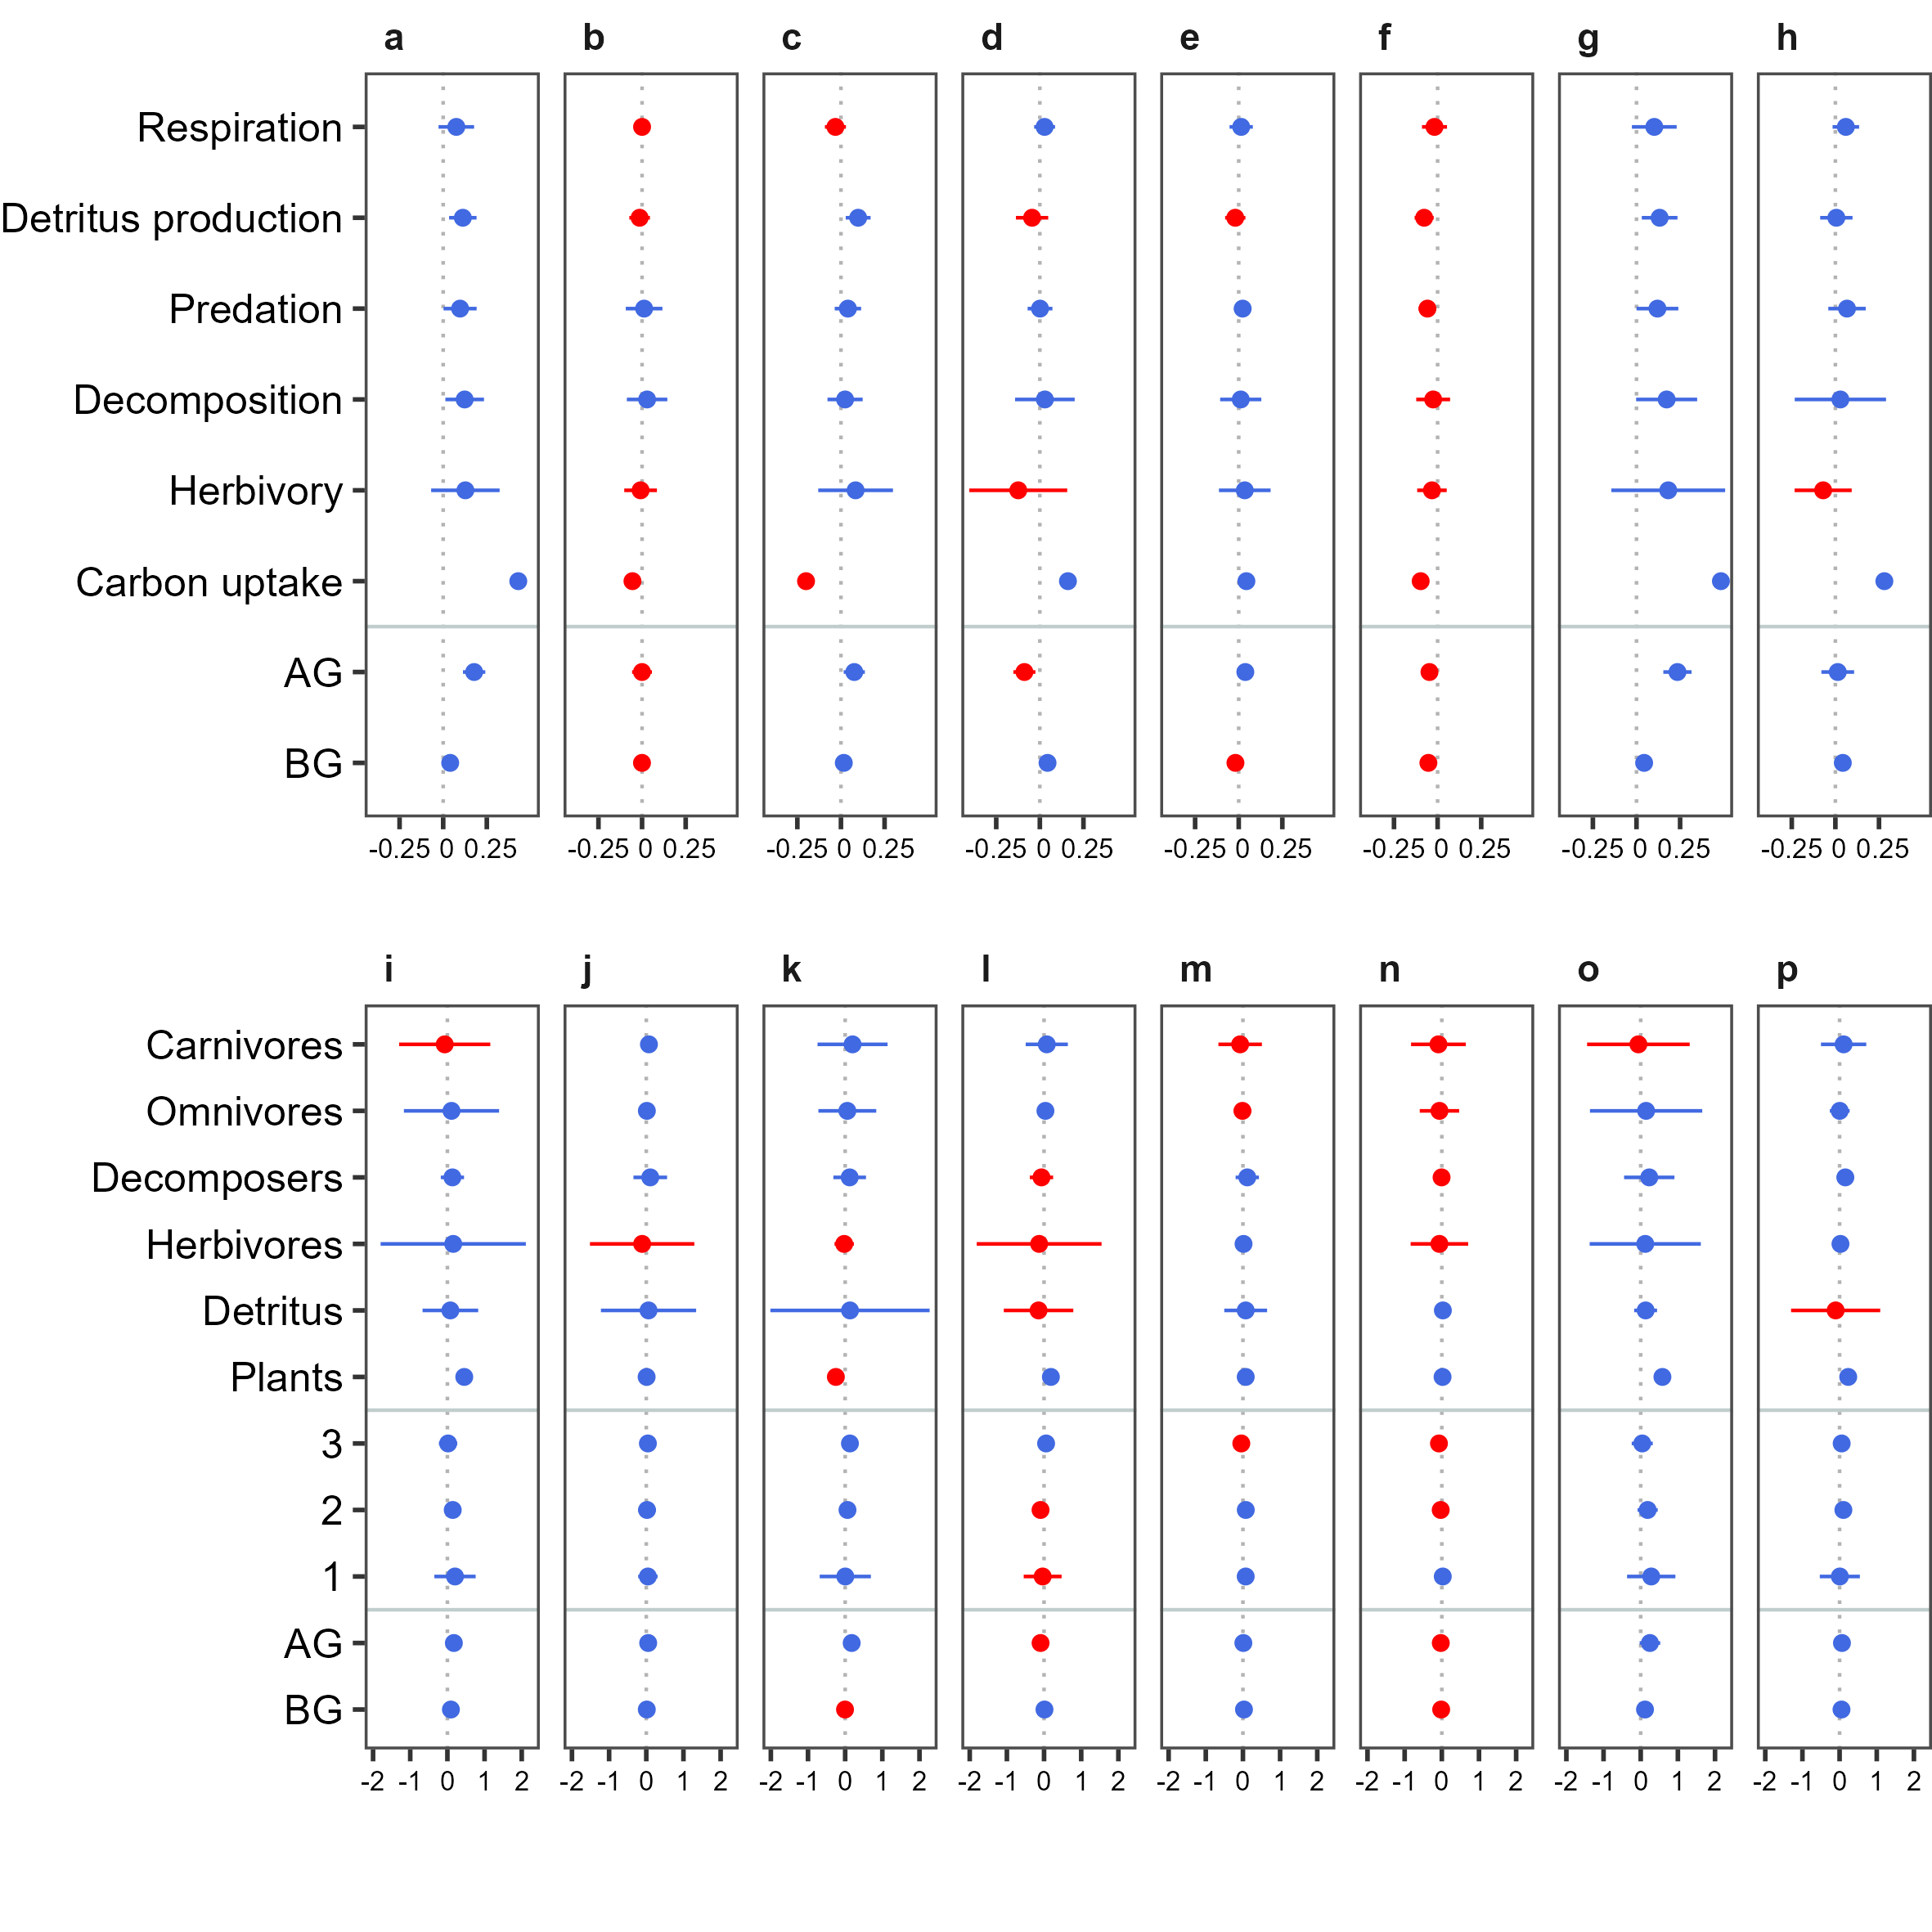 a b c d e f g h
Respiration
Detritus production
Predation
Decomposition
Herbivory
Carbon uptake
AG
BG
-0.25 0 0.25 -0.25 0 0.25 -0.25 0 0.25 -0.25 0 0.25 -0.25 0 0.25 -0.25 0 0.25 -0.25 0 0.25 -0.25 0 0.25
i j k l m n o p
Carnivores
Omnivores
Decomposers
Herbivores
Detritus
Plants
3
2
1
AG
BG
-2 -1 0 1 2 -2 -1 0 1 2 -2 -1 0 1 2 -2 -1 0 1 2 -2 -1 0 1 2 -2 -1 0 1 2 -2 -1 0 1 2 -2 -1 0 1 2